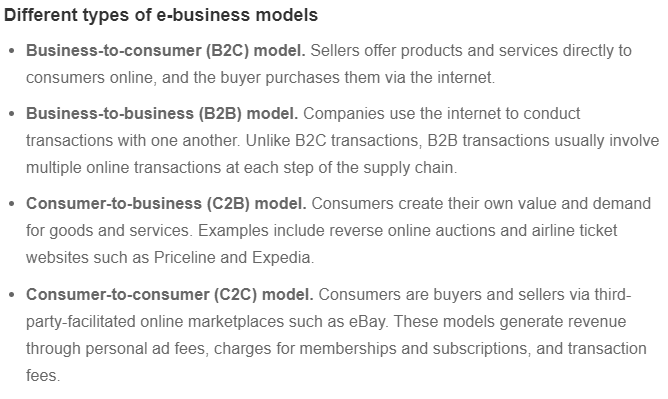 Different types of e-business models
• Business-to-consumer (B2C) model. Sellers offer products and services directly to
consumers online, and the buyer purchases them via the internet.
• Business-to-business (B2B) model. Companies use the internet to conduct
transactions with one another. Unlike B2C transactions, B2B transactions usually involve
multiple online transactions at each step of the supply chain.
• Consumer-to-business (C2B) model. Consumers create their own value and demand
for goods and services. Examples include reverse online auctions and airline ticket
websites such as Priceline and Expedia.
• Consumer-to-consumer (C2C) model. Consumers are buyers and sellers via third-
party-facilitated online marketplaces such as eBay. These models generate revenue
through personal ad fees, charges for memberships and subscriptions, and transaction
fees.